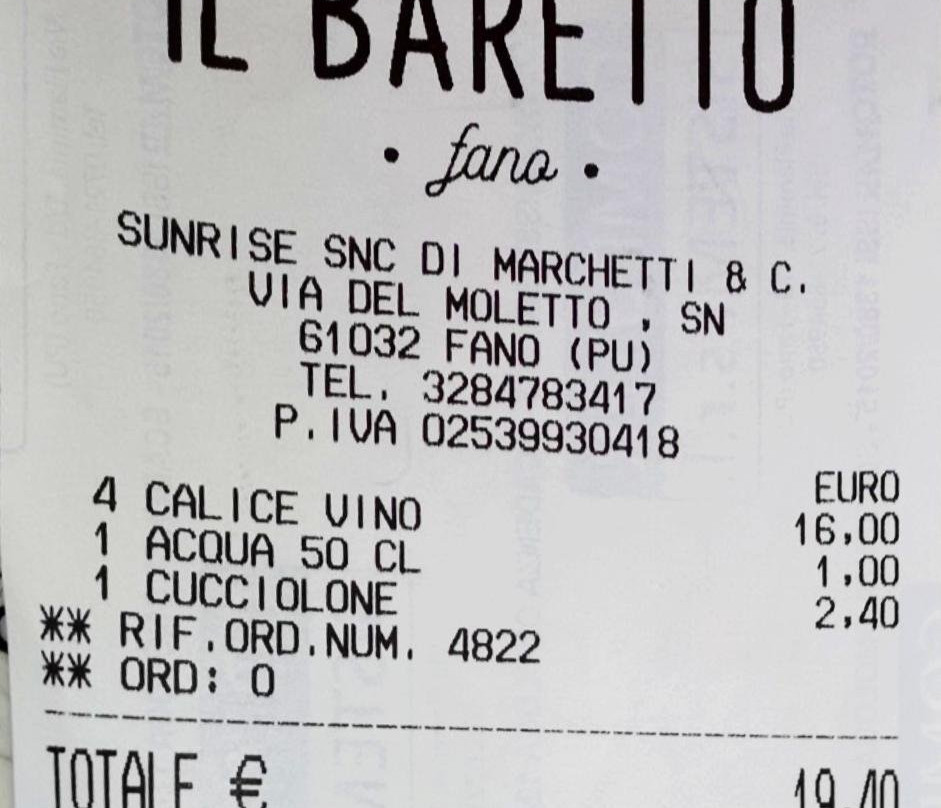 IL BARETTO
• fano •
SUNRISE SNC DI MARCHETTI & C.
VIA DEL MOLETTO , SN
61032 FANO (PU)
TEL. 3284783417
P.IVA 02539930418
EURO
4 CALICE VINO 16,00
1 ACQUA 50 CL 1,00
1 CUCCIOLONE 2,40
** RIF.ORD.NUM. 4822
** ORD: 0
TOTALE € 19,40